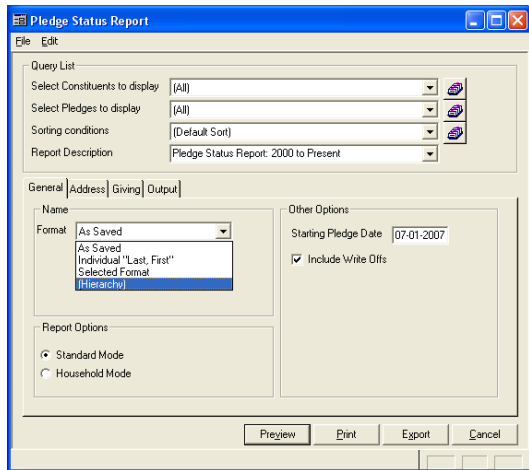 Pledge Status Report
File Edit
Query List
Select Constituents to display (All)
Select Pledges to display (All)
Sorting conditions (Default Sort)
Report Description Pledge Status Report: 2000 to Present
General Address Giving Output
Name
Format As Saved
As Saved
Individual "Last, First"
Selected Format
(Hierarchy)
Other Options
Starting Pledge Date 07-01-2007
Include Write Offs
Report Options
Standard Mode
Household Mode
Preview Print Export Cancel